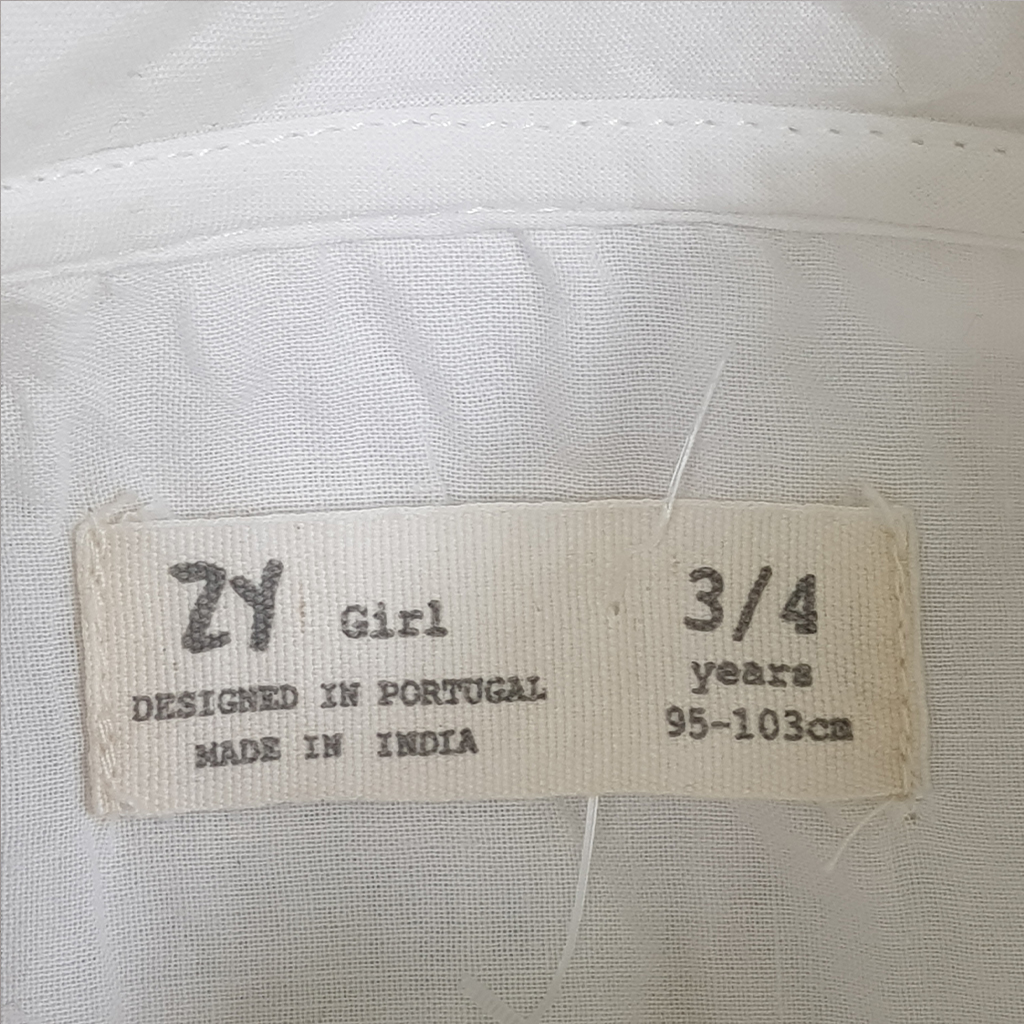 ZY Girl
DESIGNED IN PORTUGAL
MADE IN INDIA
3/4
years
95-103cm